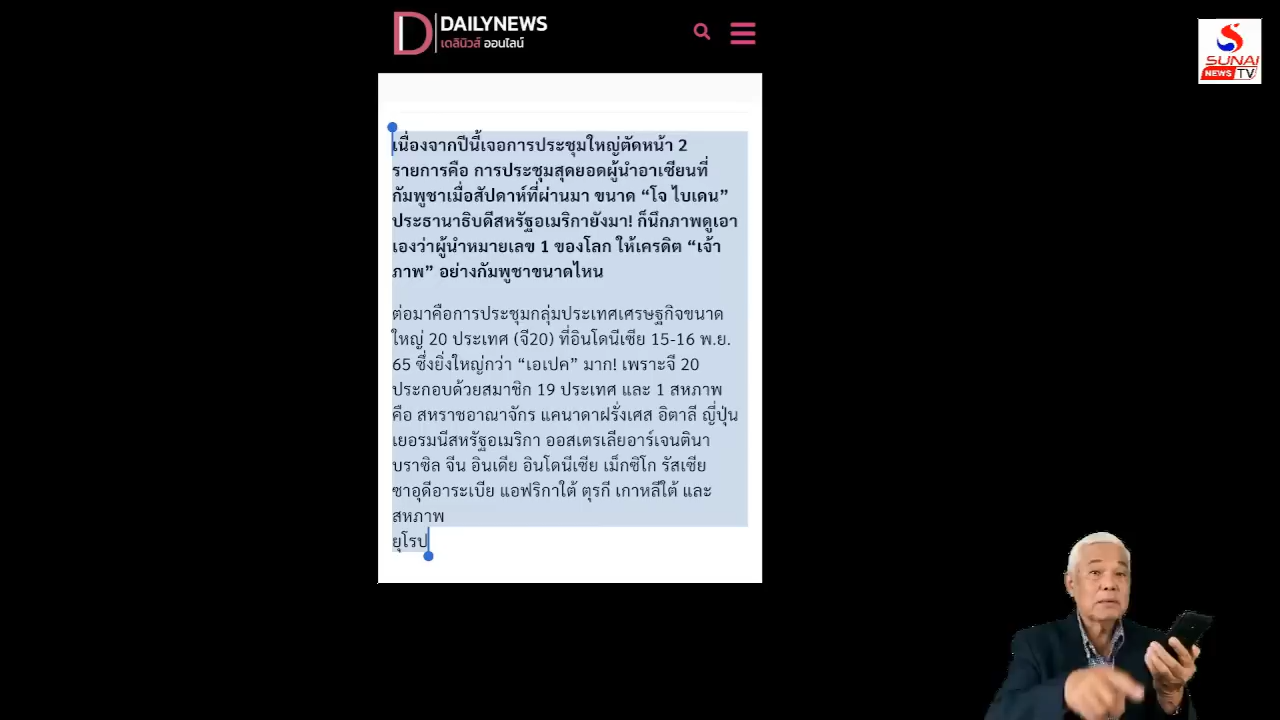 DAILYNEWS
เดลินิวส์ ออนไลน์
SUNAI
NEWS TV
เนื่องจากปีนี้เจอการประชุมใหญ่ตัดหน้า 2
รายการคือ การประชุมสุดยอดผู้นำอาเซียนที่
กัมพูชาเมื่อสัปดาห์ที่ผ่านมา ขนาด “โจ ไบเดน”
ประธานาธิบดีสหรัฐอเมริกายังมา! ก็นึกภาพดูเอา
เองว่าผู้นำหมายเลข 1 ของโลก ให้เครดิต “เจ้า
ภาพ” อย่างกัมพูชาขนาดไหน
ต่อมาคือการประชุมกลุ่มประเทศเศรษฐกิจขนาด
ใหญ่ 20 ประเทศ (จี20) ที่อินโดนีเซีย 15-16 พ.ย.
65 ซึ่งยิ่งใหญ่กว่า “เอเปค” มาก! เพราะจี 20
ประกอบด้วยสมาชิก 19 ประเทศ และ 1 สหภาพ
คือ สหราชอาณาจักร แคนาดาฝรั่งเศส อิตาลี ญี่ปุ่น
เยอรมนีสหรัฐอเมริกา ออสเตรเลียอาร์เจนตินา
บราซิล จีน อินเดีย อินโดนีเซีย เม็กซิโก รัสเซีย
ซาอุดีอาระเบีย แอฟริกาใต้ ตุรกี เกาหลีใต้ และ
สหภาพ
ยุโรป